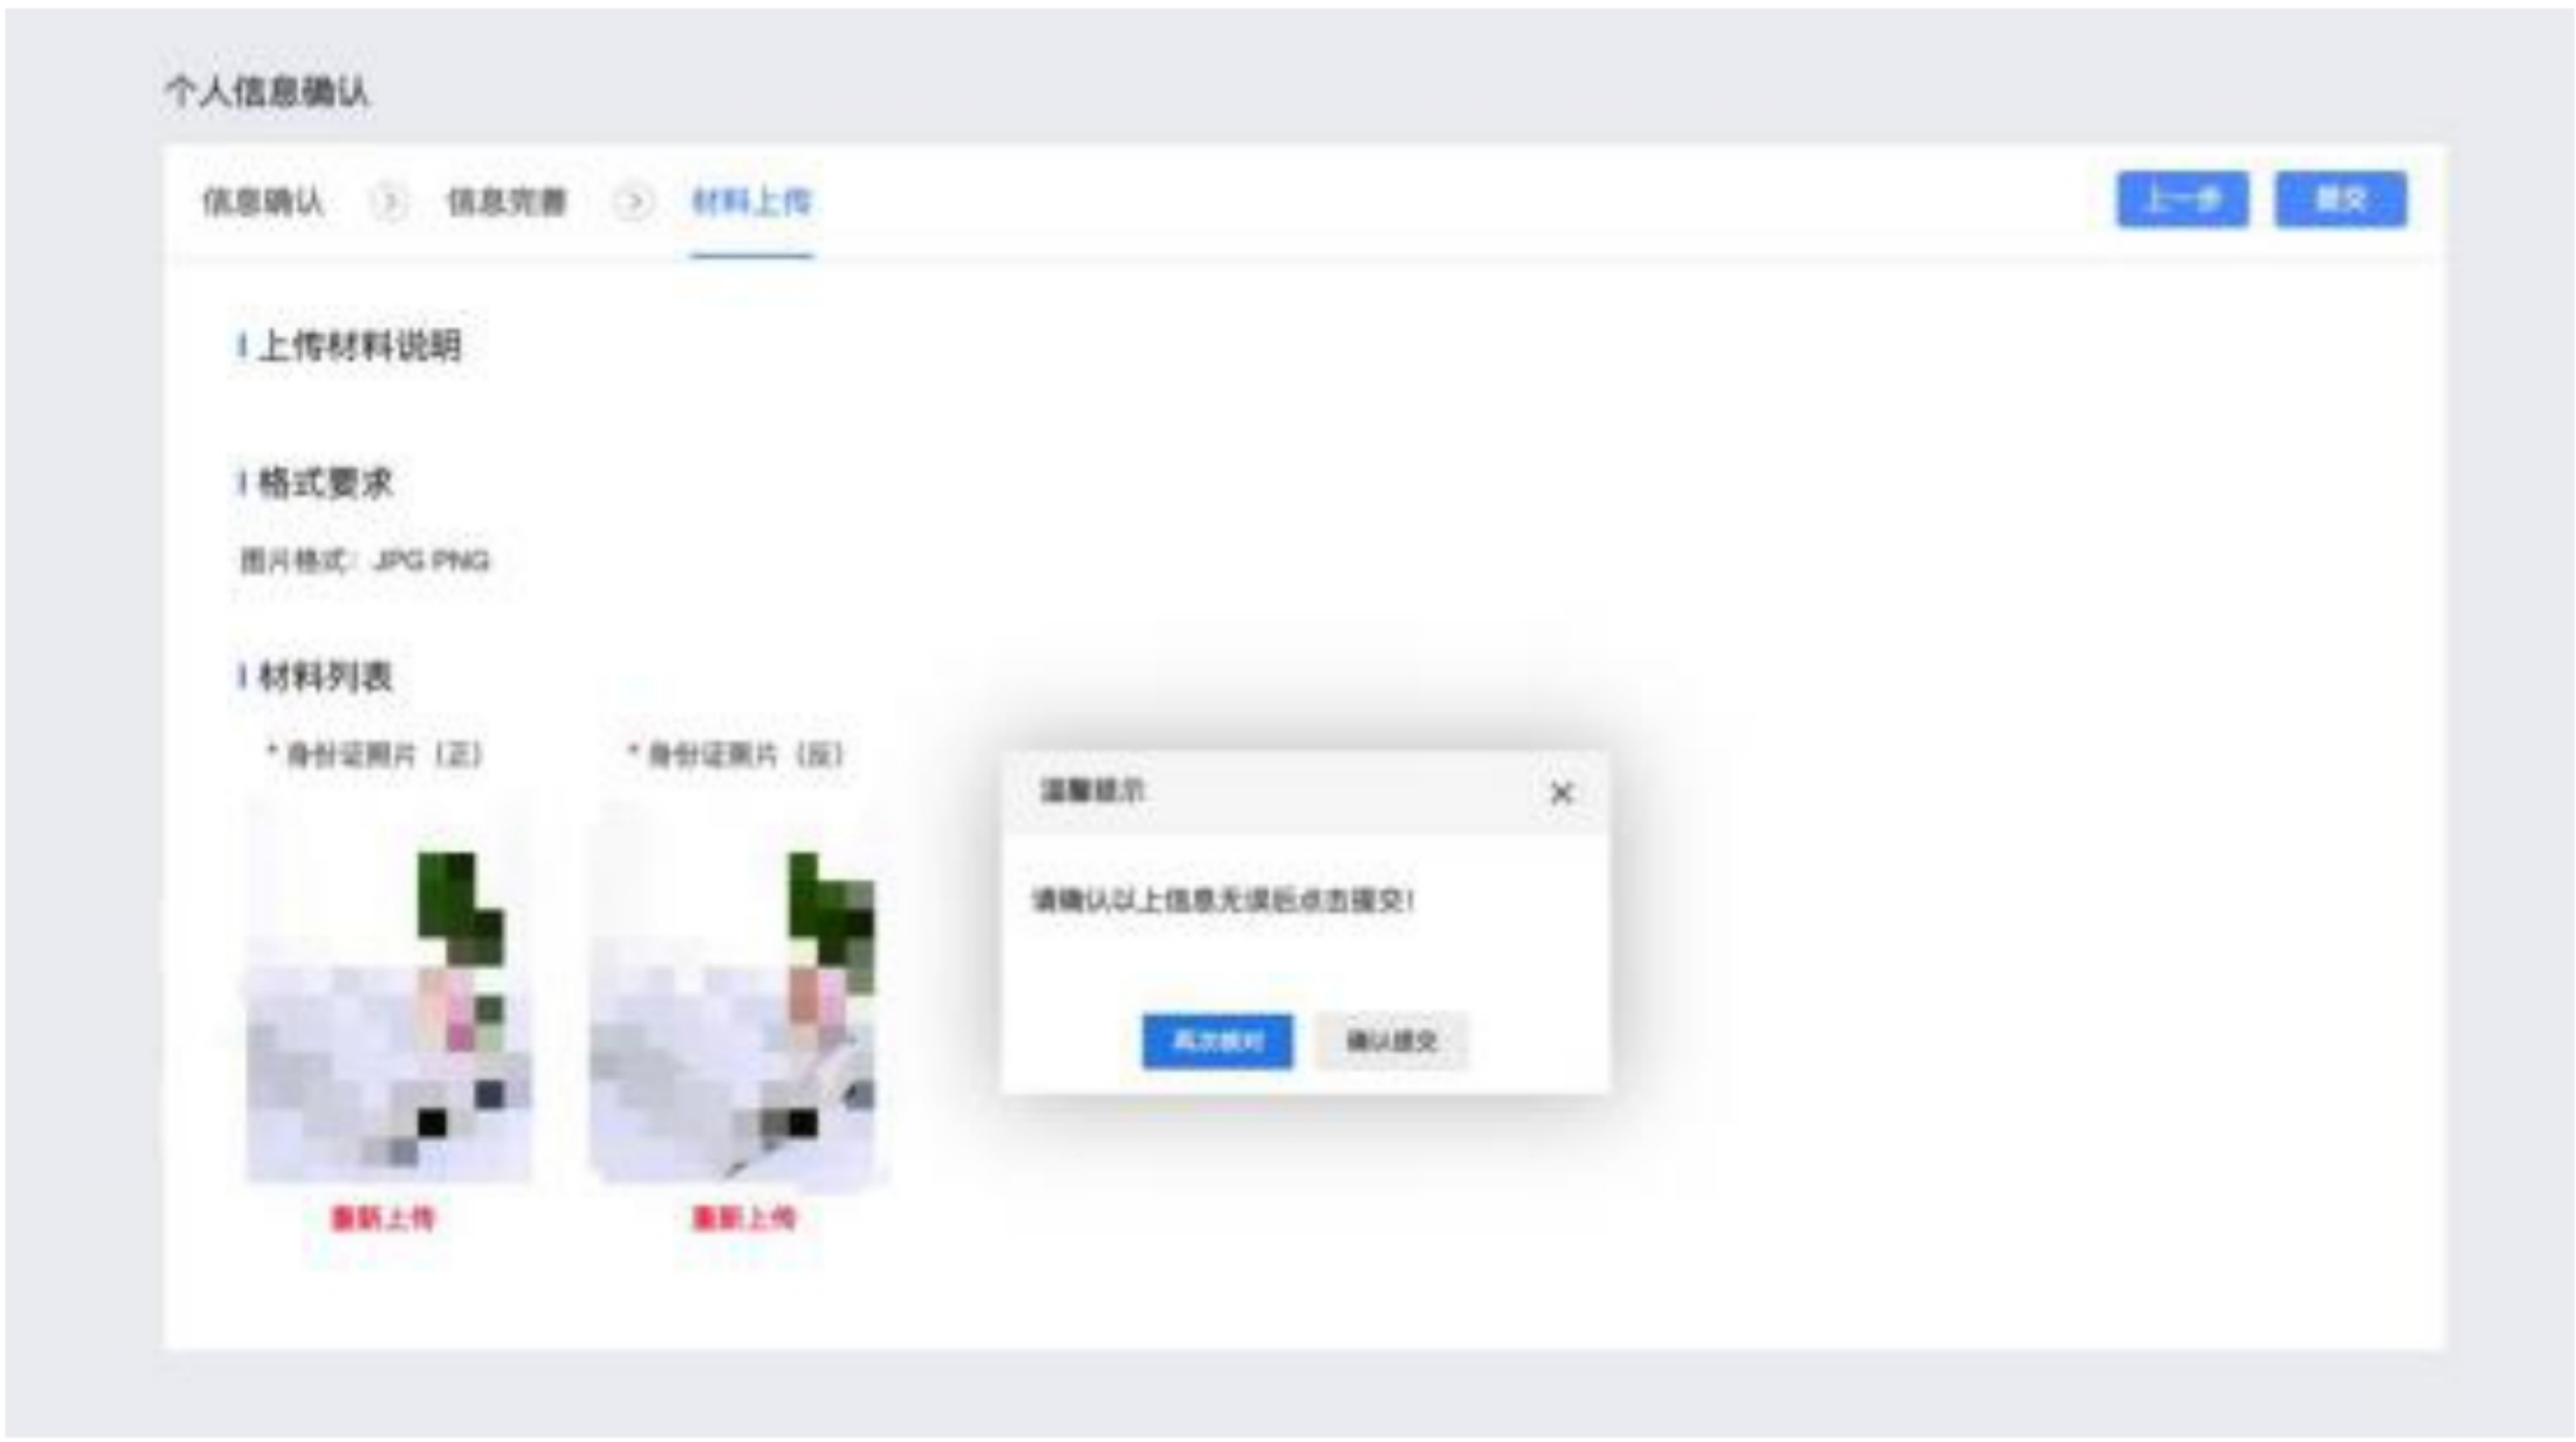 个人信息确认
信息确认 > 信息完善 > 材料上传 上一步 提交
上传材料说明
格式要求
图片格式：JPG PNG
材料列表
* 身份证照片（正） * 身份证照片（反）
重新上传 重新上传
温馨提示
请确认以上信息无误后点击提交！
再次核对 确认提交